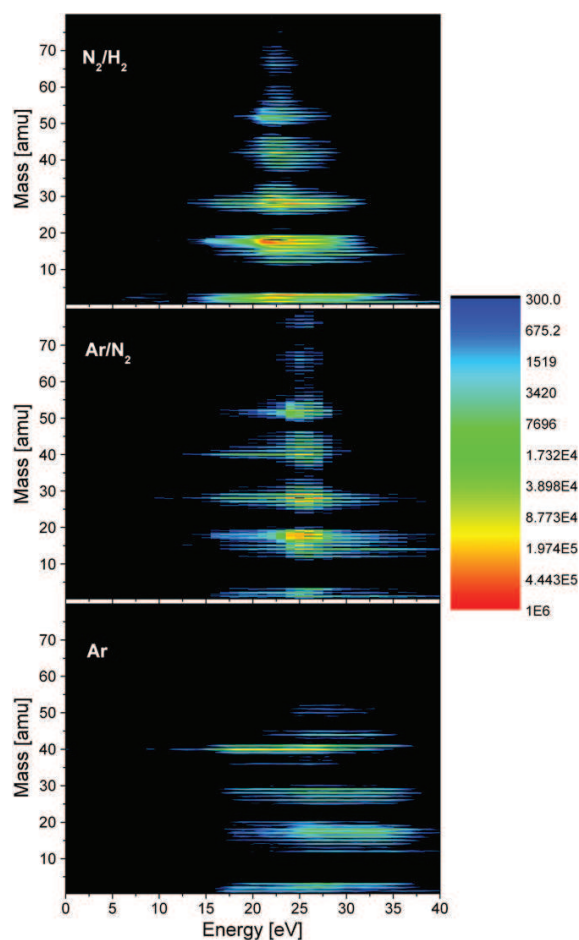 70
N₂/H₂
60
50
40
30
20
10
Mass [amu]
70
Ar/N₂
60
50
40
30
20
10
Mass [amu]
300.0
675.2
1519
3420
7696
1.732E4
3.898E4
8.773E4
1.974E5
4.443E5
1E6
70
Ar
60
50
40
30
20
10
Mass [amu]
0 5 10 15 20 25 30 35 40
Energy [eV]